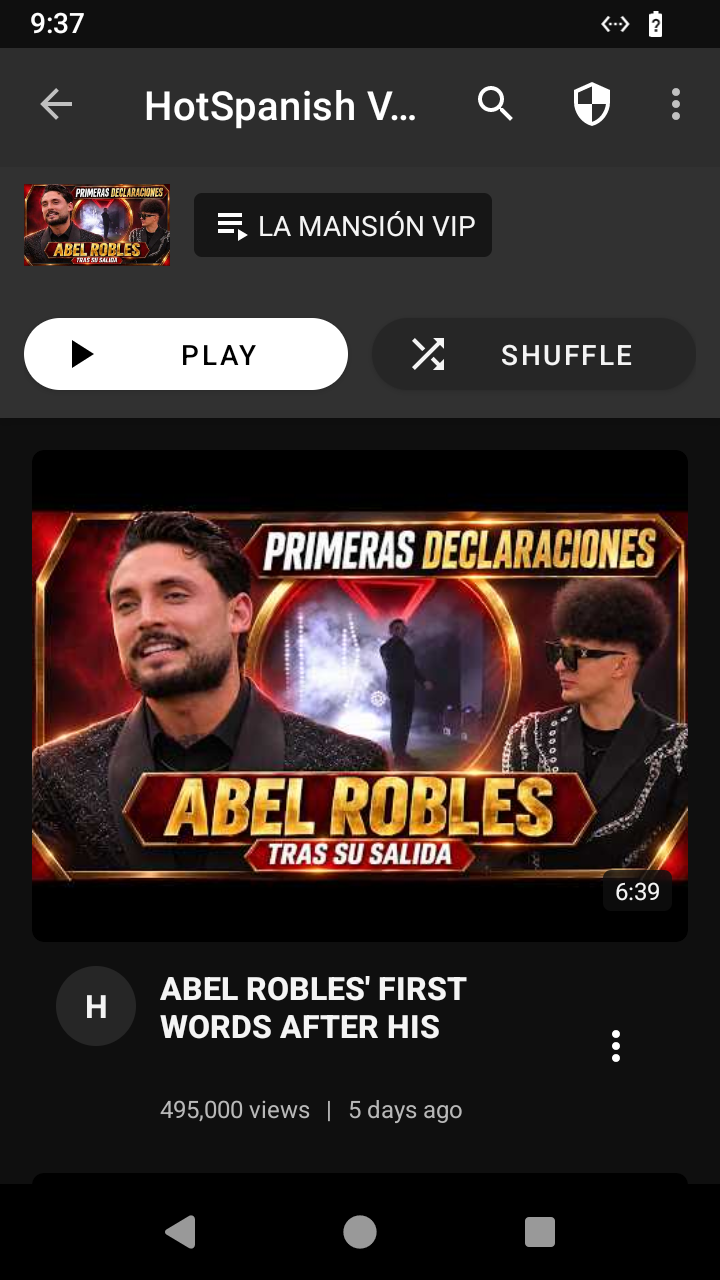 9:37
HotSpanish V...
PRIMERAS DECLARACIONES
ABEL ROBLES
TRAS SU SALIDA
LA MANSIÓN VIP
PLAY
SHUFFLE
PRIMERAS DECLARACIONES
ABEL ROBLES
TRAS SU SALIDA
6:39
H
ABEL ROBLES' FIRST
WORDS AFTER HIS
495,000 views | 5 days ago